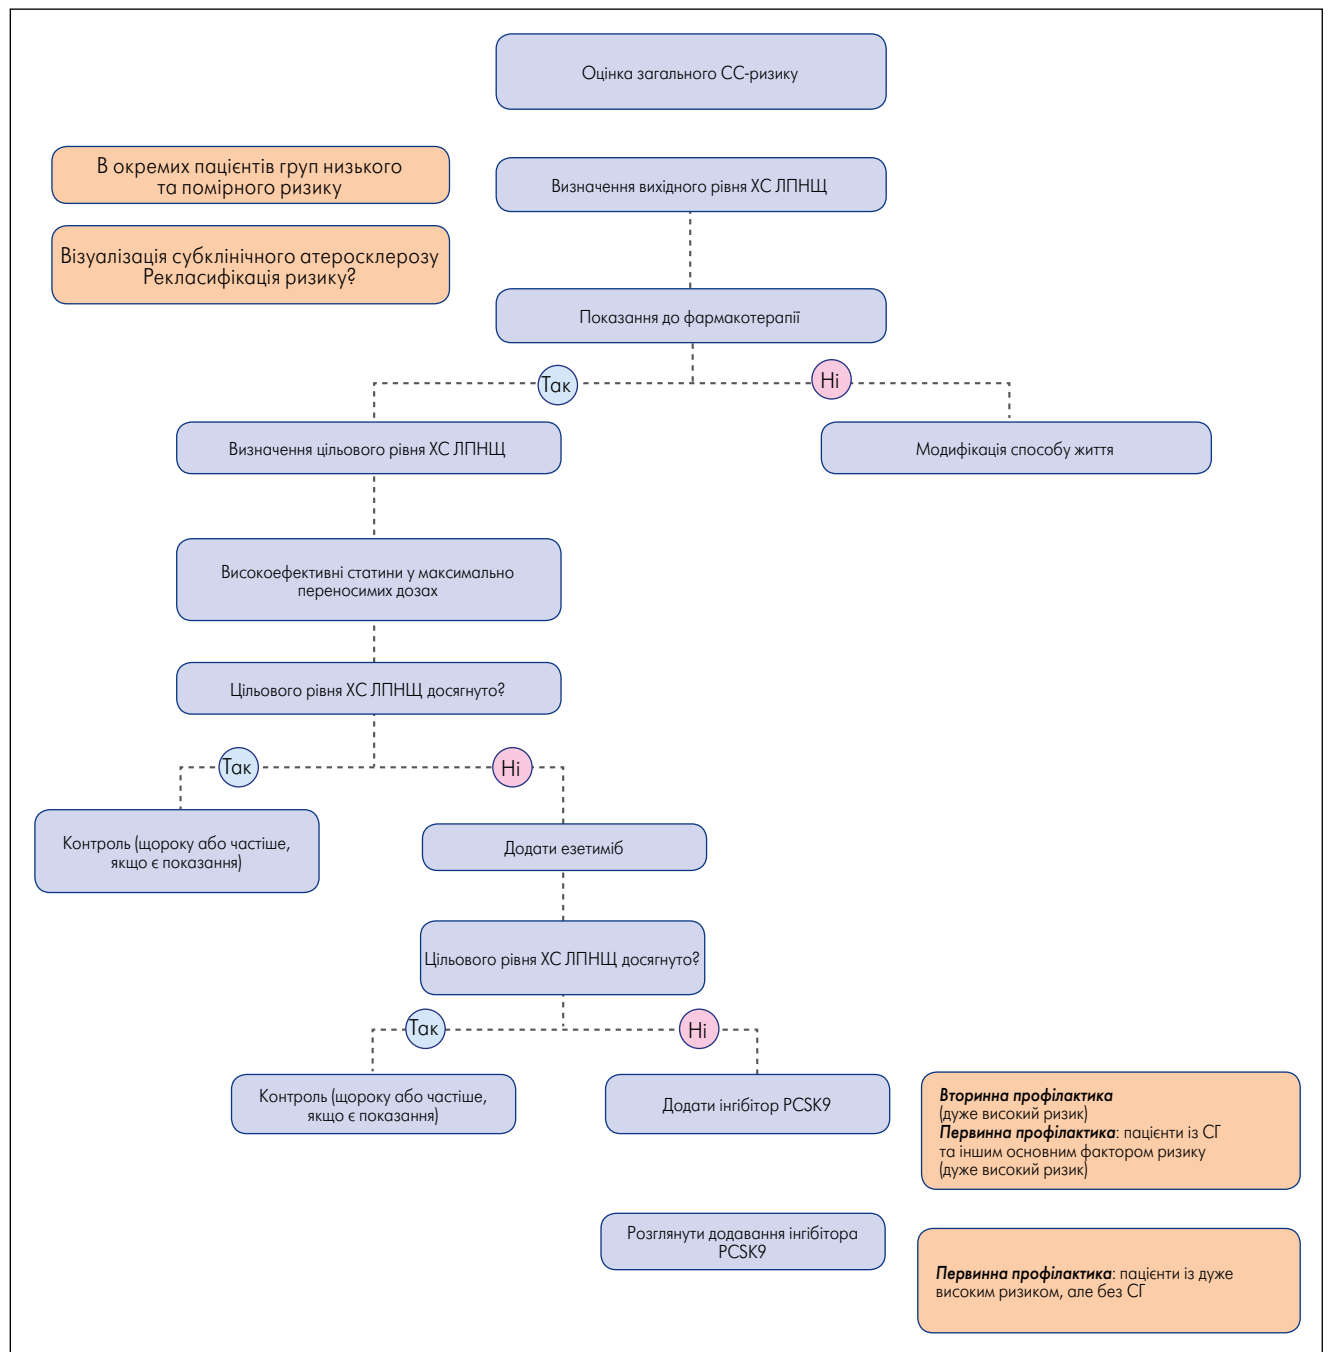 Оцінка загального СС-ризику
В окремих пацієнтів груп низького
та помірного ризику
Визначення вихідного рівня ХС ЛПНЩ
Візуалізація субклінічного атеросклерозу
Рекласифікація ризику?
Показання до фармакотерапії
Так
Ні
Визначення цільового рівня ХС ЛПНЩ
Модифікація способу життя
Високоефективні статини у максимально
переносимих дозах
Цільового рівня ХС ЛПНЩ досягнуто?
Так
Ні
Контроль (щороку або частіше,
якщо є показання)
Додати езетиміб
Цільового рівня ХС ЛПНЩ досягнуто?
Так
Ні
Контроль (щороку або частіше,
якщо є показання)
Додати інгібітор PCSK9
Вторинна профілактика
(дуже високий ризик)
Первинна профілактика: пацієнти із СГ
та іншим основним фактором ризику
(дуже високий ризик)
Розглянути додавання інгібітора
PCSK9
Первинна профілактика: пацієнти із дуже
високим ризиком, але без СГ